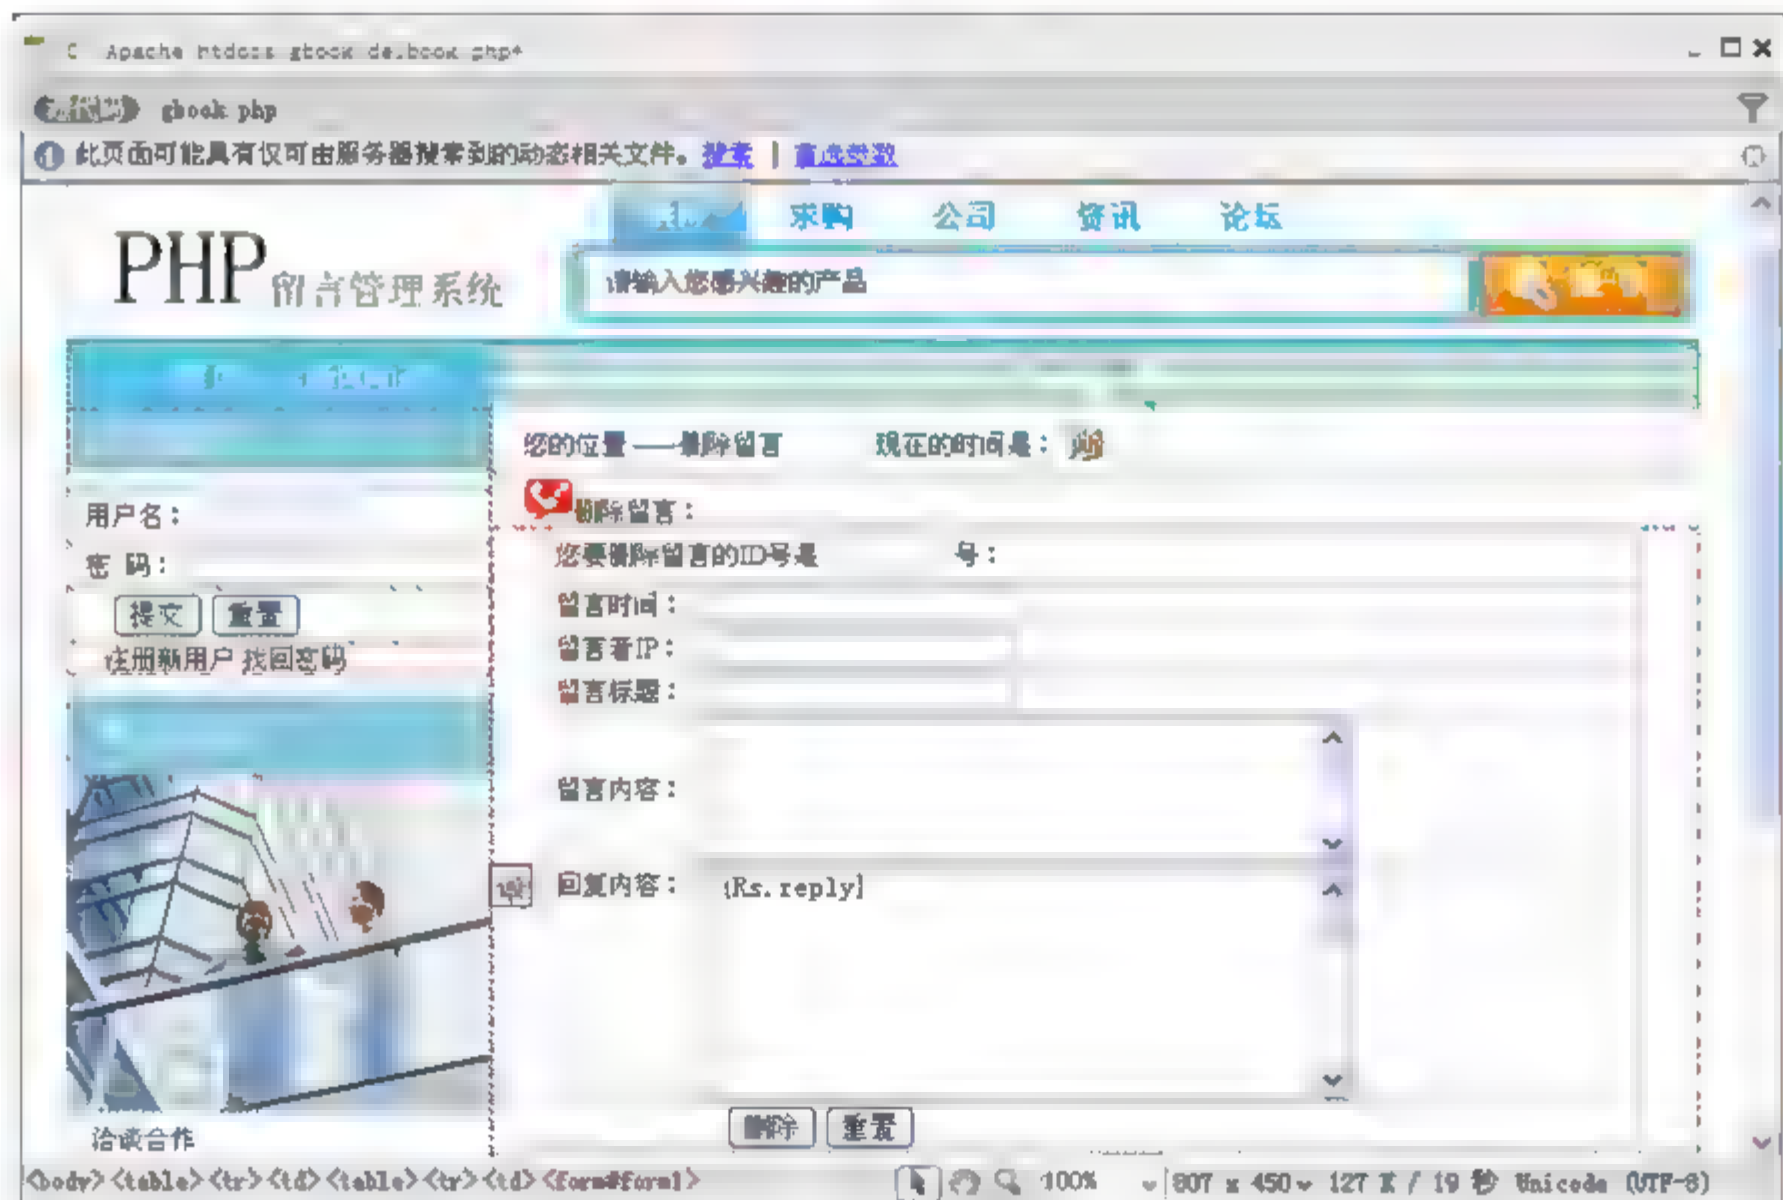 gbook.php
此页面可能具有仅可由服务器搜索到的动态相关文件。搜索 |
求购 公司 资讯 论坛
PHP留言管理系统
请输入您感兴趣的产品
您的位置——删除留言 现在的时间是：
删除留言：
用户名：
您要删除留言的ID号是 号：
密 码：
提交 重置
留言时间：
留言者IP：
注册新用户 找回密码
留言标题：
留言内容：
回复内容： {Rs.reply}
删除 重置
洽谈合作
<body><table><tr><td><table><tr><td><form#form1> 100% 807 x 450 127 K / 19 秒 Unicode (UTF-8)